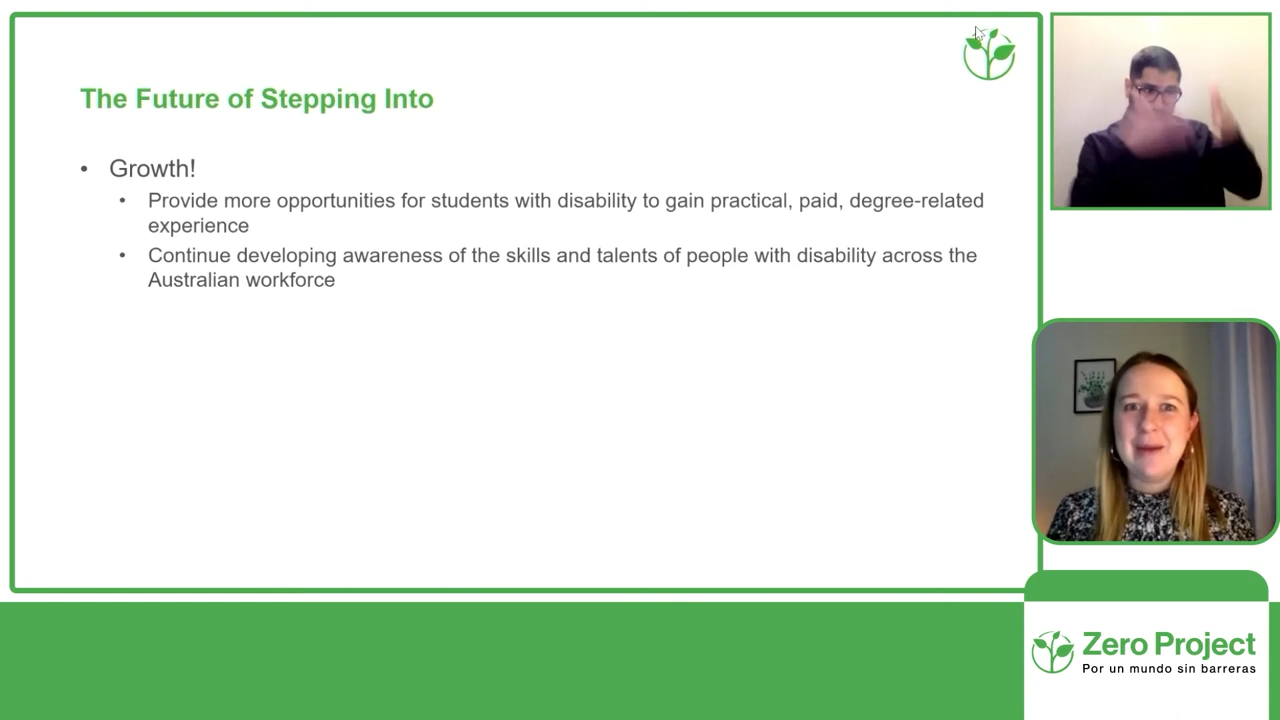 The Future of Stepping Into
• Growth!
• Provide more opportunities for students with disability to gain practical, paid, degree-related
experience
• Continue developing awareness of the skills and talents of people with disability across the
Australian workforce
Zero Project
Por un mundo sin barreras